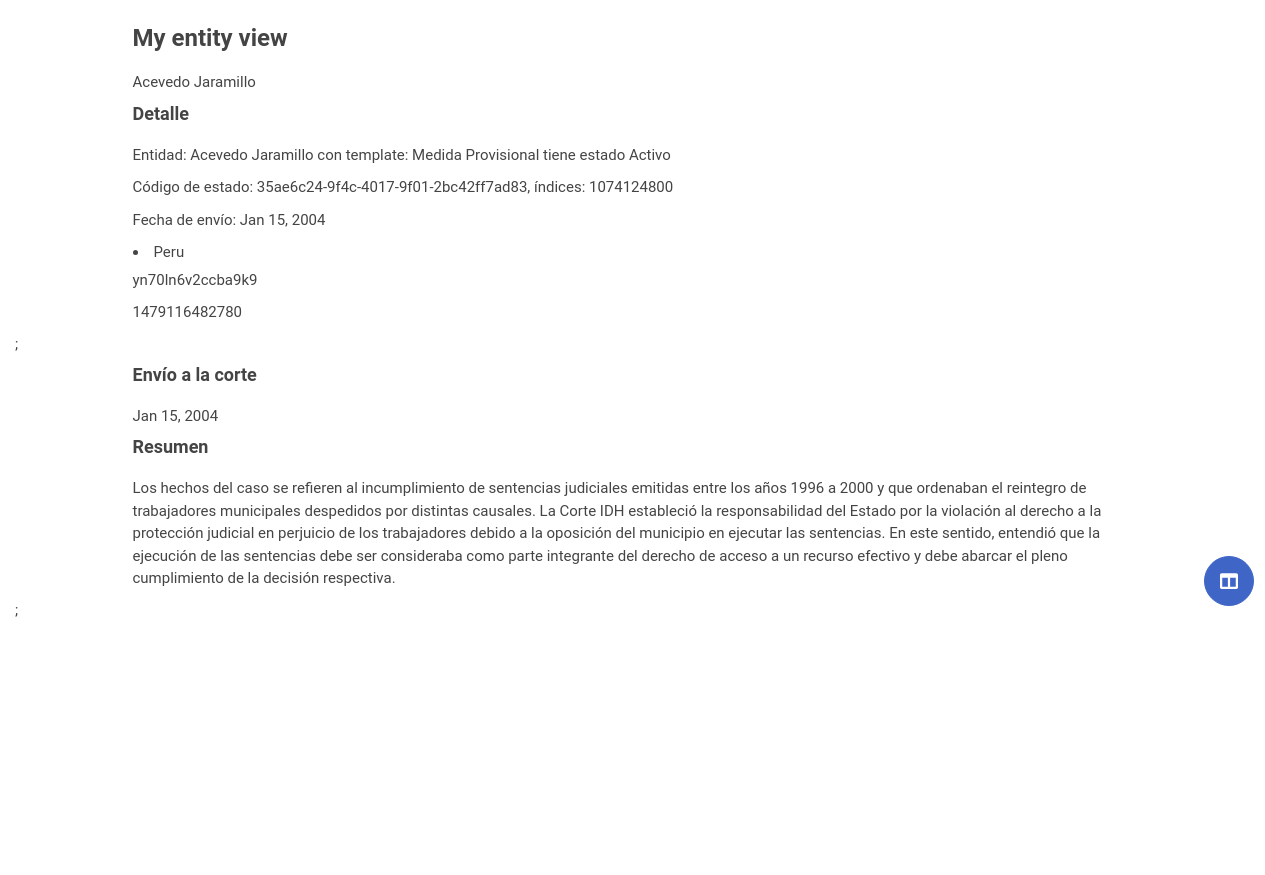 My entity view
Acevedo Jaramillo
Detalle
Entidad: Acevedo Jaramillo con template: Medida Provisional tiene estado Activo
Código de estado: 35ae6c24-9f4c-4017-9f01-2bc42ff7ad83, índices: 1074124800
Fecha de envío: Jan 15, 2004
• Peru
yn70ln6v2ccba9k9
1479116482780
;
Envío a la corte
Jan 15, 2004
Resumen
Los hechos del caso se refieren al incumplimiento de sentencias judiciales emitidas entre los años 1996 a 2000 y que ordenaban el reintegro de
trabajadores municipales despedidos por distintas causales. La Corte IDH estableció la responsabilidad del Estado por la violación al derecho a la
protección judicial en perjuicio de los trabajadores debido a la oposición del municipio en ejecutar las sentencias. En este sentido, entendió que la
ejecución de las sentencias debe ser consideraba como parte integrante del derecho de acceso a un recurso efectivo y debe abarcar el pleno
cumplimiento de la decisión respectiva.
;